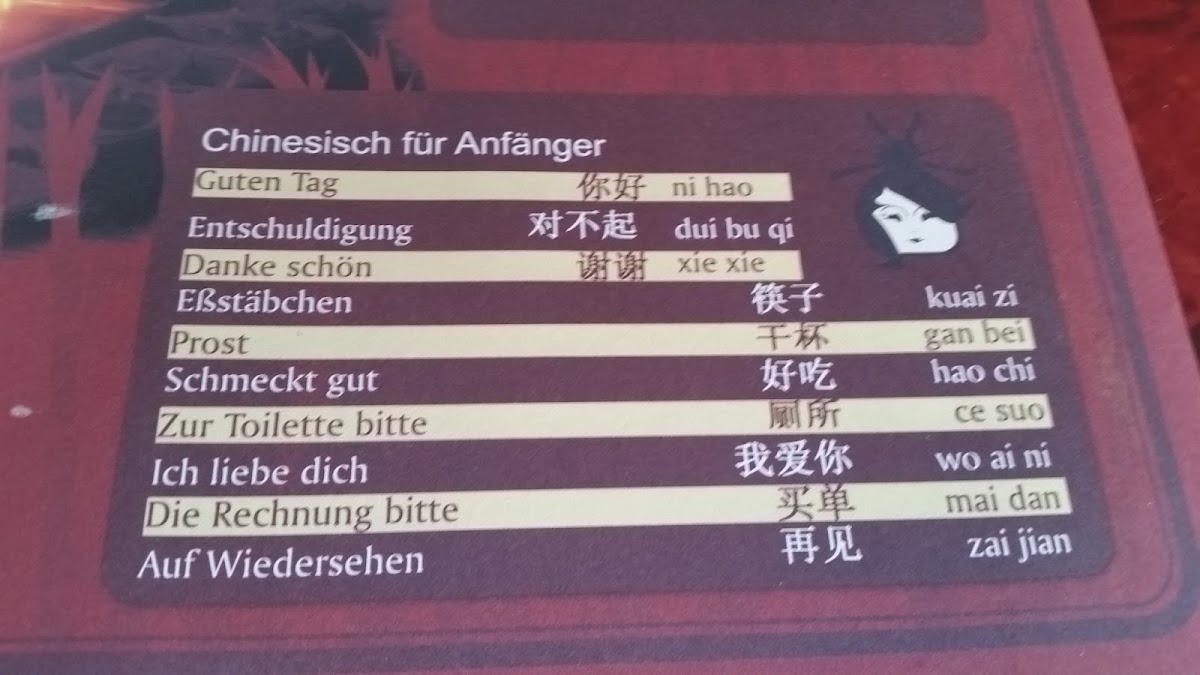 Chinesisch für Anfänger
Guten Tag 你好 ni hao
Entschuldigung 对不起 dui bu qi
Danke schön 谢谢 xie xie
Eßstäbchen 筷子 kuai zi
Prost 干杯 gan bei
Schmeckt gut 好吃 hao chi
Zur Toilette bitte 厕所 ce suo
Ich liebe dich 我爱你 wo ai ni
Die Rechnung bitte 买单 mai dan
Auf Wiedersehen 再见 zai jian